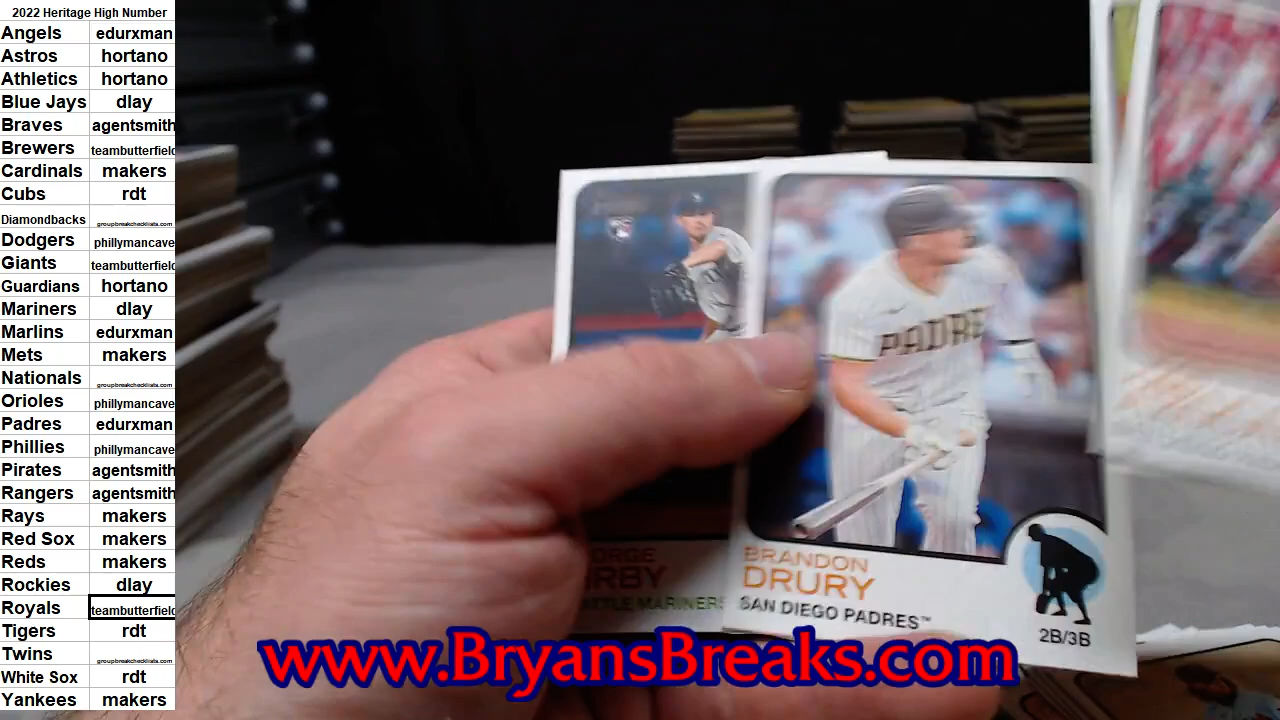 2022 Heritage High Number
Angels edurxman
Astros hortano
Athletics hortano
Blue Jays dlay
Braves agentsmith
Brewers teambutterfield
Cardinals makers
Cubs rdt
Diamondbacks groupbreakchecklists.com
Dodgers phillymancave
Giants teambutterfield
Guardians hortano
Mariners dlay
Marlins edurxman
Mets makers
Nationals groupbreakchecklists.com
Orioles phillymancave
Padres edurxman
Phillies phillymancave
Pirates agentsmith
Rangers agentsmith
Rays makers
Red Sox makers
Reds makers
Rockies dlay
Royals teambutterfield
Tigers rdt
Twins groupbreakchecklists.com
White Sox rdt
Yankees makers
PADRE
ORGE
IRBY
ATTLE MARINERS
BRANDON
DRURY
SAN DIEGO PADRES™
2B/3B
www.BryansBreaks.com